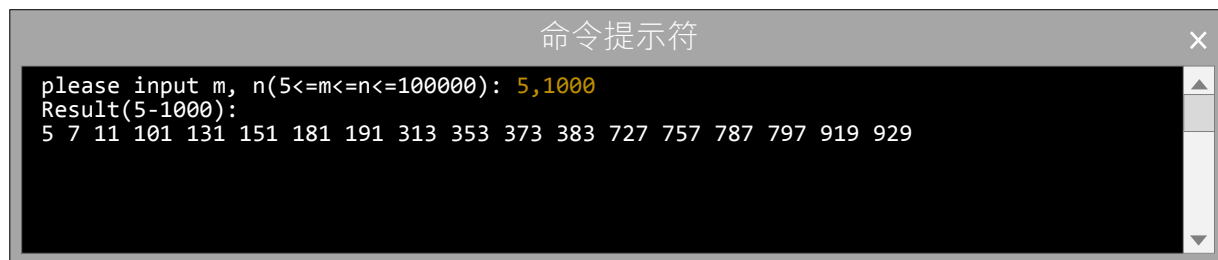 命令提示符
please input m, n(5<=m<=n<=100000): 5,1000
Result(5-1000):
5 7 11 101 131 151 181 191 313 353 373 383 727 757 787 797 919 929